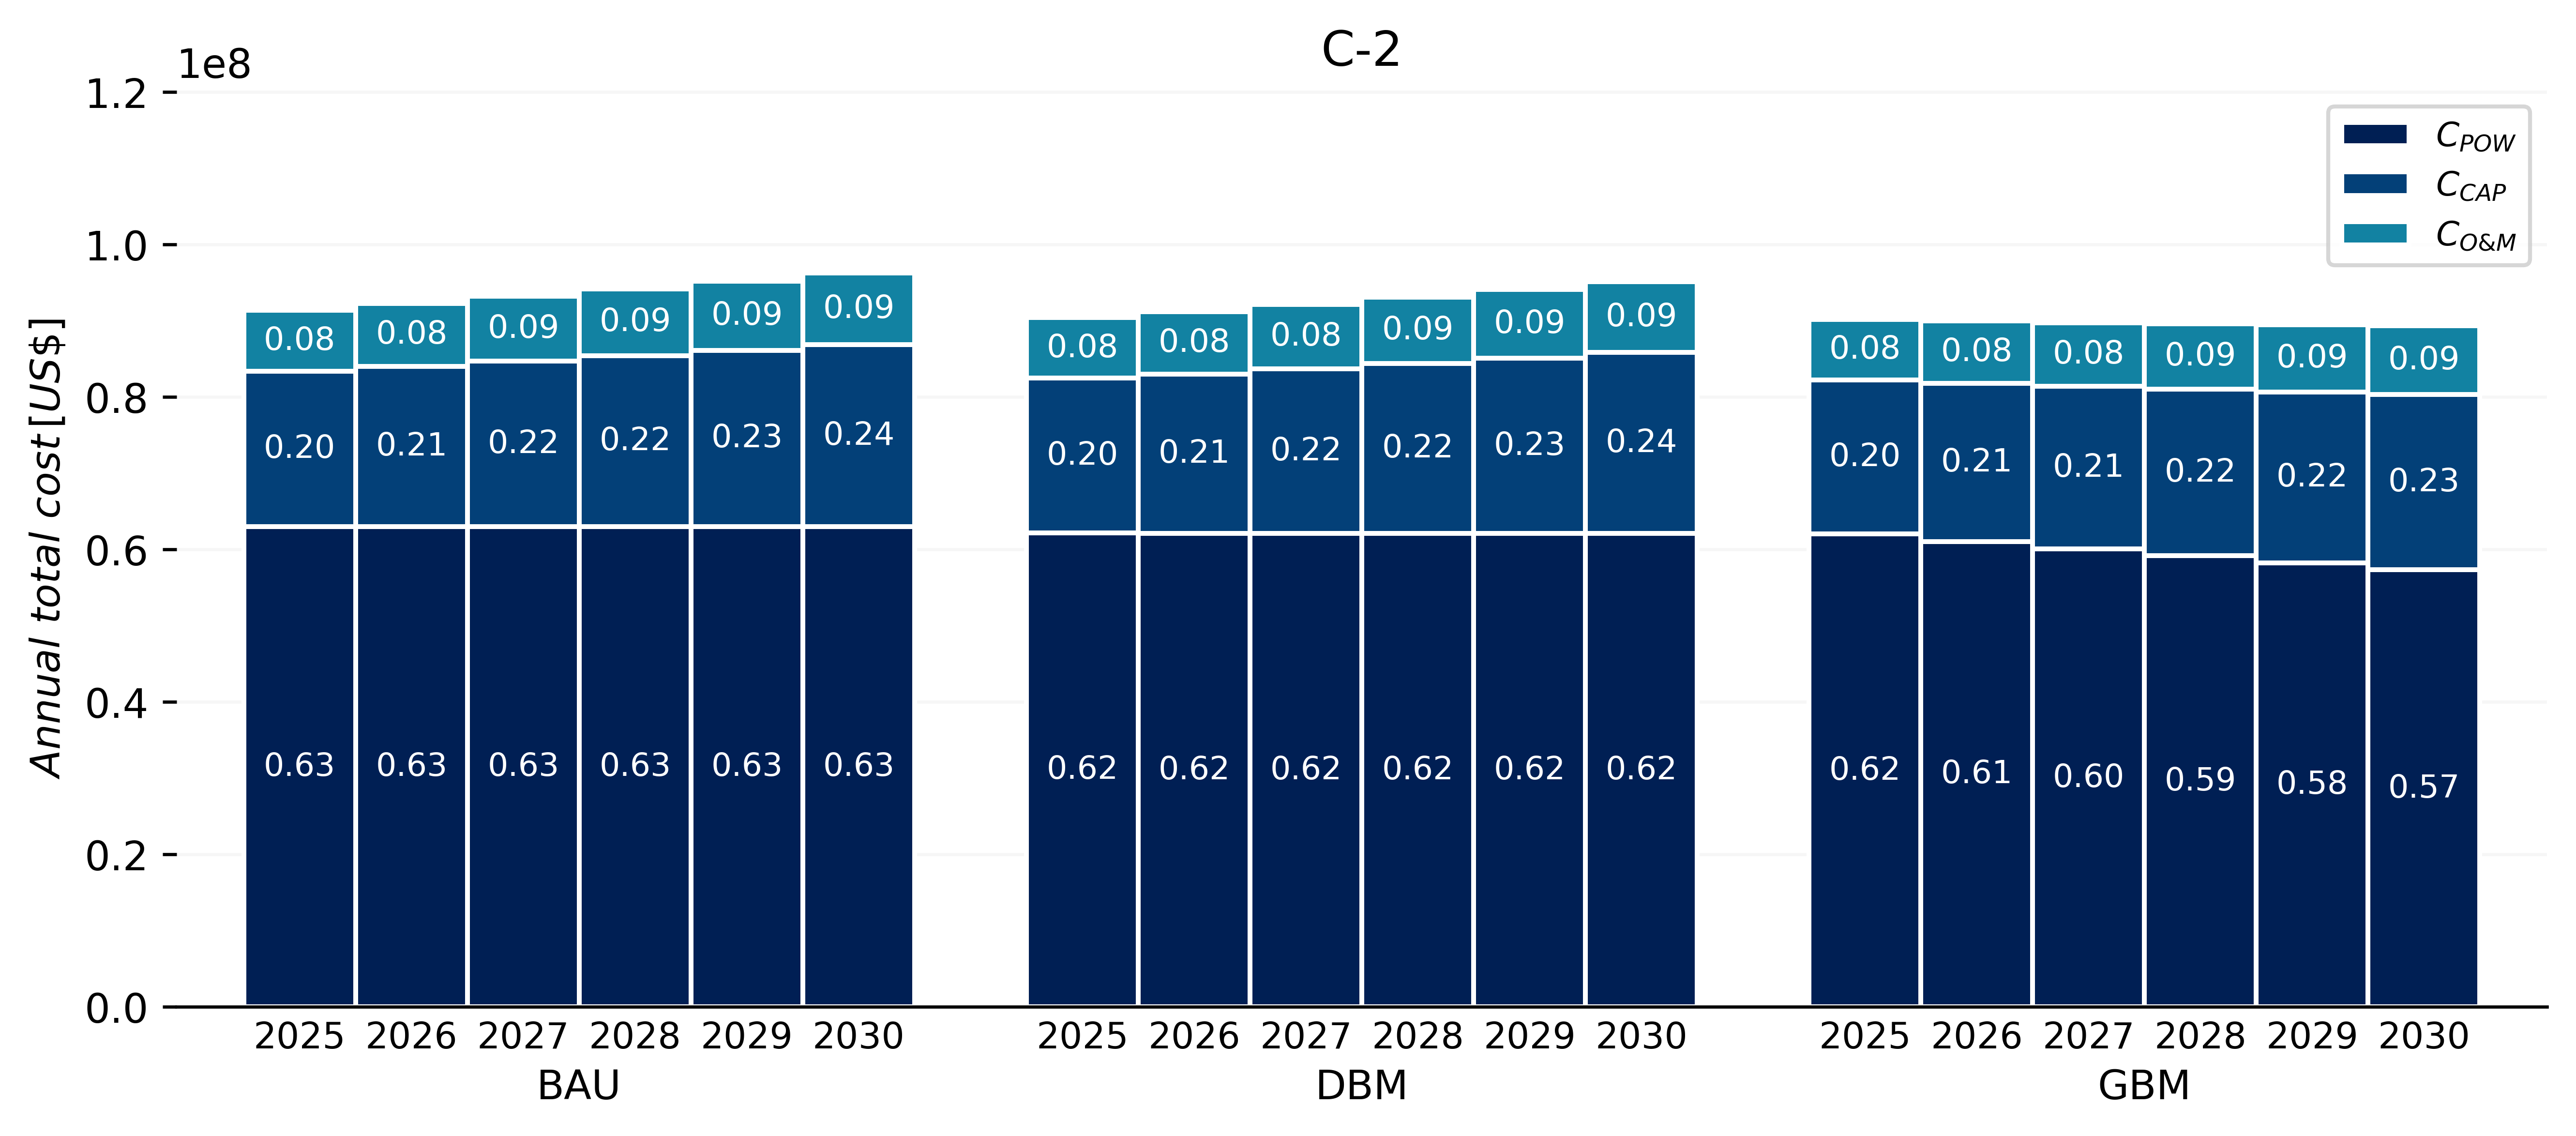 C-2
1e8
1.2
1.0
0.8
0.6
0.4
0.2
0.0
Annual total cost [US$]
C_POW
C_CAP
C_O&M
0.08 0.08 0.09 0.09 0.09 0.09
0.20 0.21 0.22 0.22 0.23 0.24
0.63 0.63 0.63 0.63 0.63 0.63
0.08 0.08 0.08 0.09 0.09 0.09
0.20 0.21 0.22 0.22 0.23 0.24
0.62 0.62 0.62 0.62 0.62 0.62
0.08 0.08 0.08 0.09 0.09 0.09
0.20 0.21 0.21 0.22 0.22 0.23
0.62 0.61 0.60 0.59 0.58 0.57
2025 2026 2027 2028 2029 2030
2025 2026 2027 2028 2029 2030
2025 2026 2027 2028 2029 2030
BAU
DBM
GBM